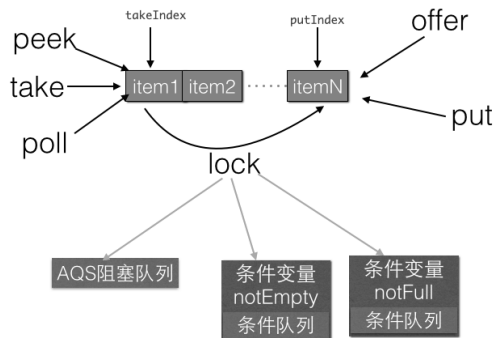 takeIndex
putIndex
offer
peek
take
item1
item2
itemN
poll
put
lock
AQS阻塞队列
条件变量
notEmpty
条件队列
条件变量
notFull
条件队列